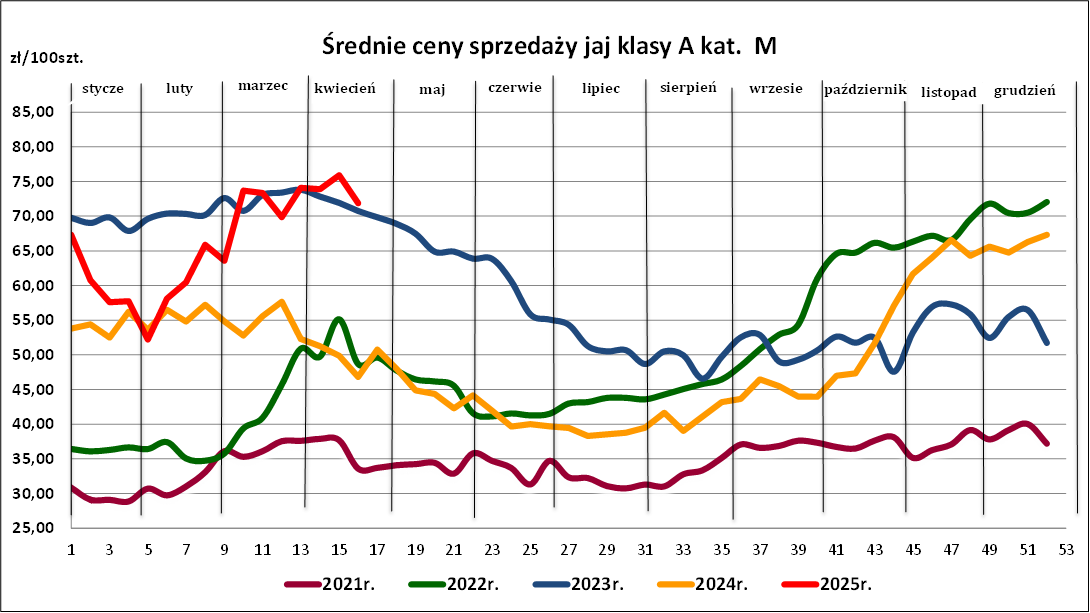 Średnie ceny sprzedaży jaj klasy A kat. M
zł/100szt.
stycze luty marzec kwiecień maj czerwie lipiec sierpień wrzesie październik listopad grudzień
85,00
80,00
75,00
70,00
65,00
60,00
55,00
50,00
45,00
40,00
35,00
30,00
25,00
1 3 5 7 9 11 13 15 17 19 21 23 25 27 29 31 33 35 37 39 41 43 45 47 49 51 53
2021r. 2022r. 2023r. 2024r. 2025r.